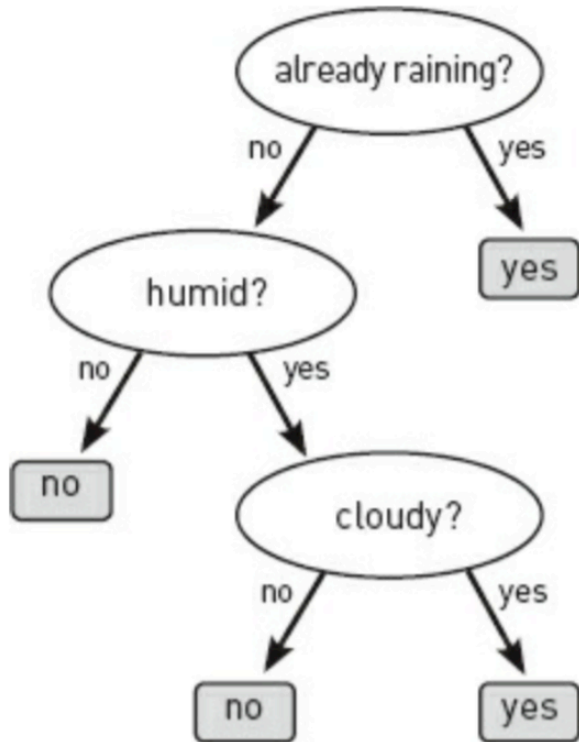 already raining?
no
yes
humid?
yes
no
yes
no
cloudy?
no
yes
no
yes